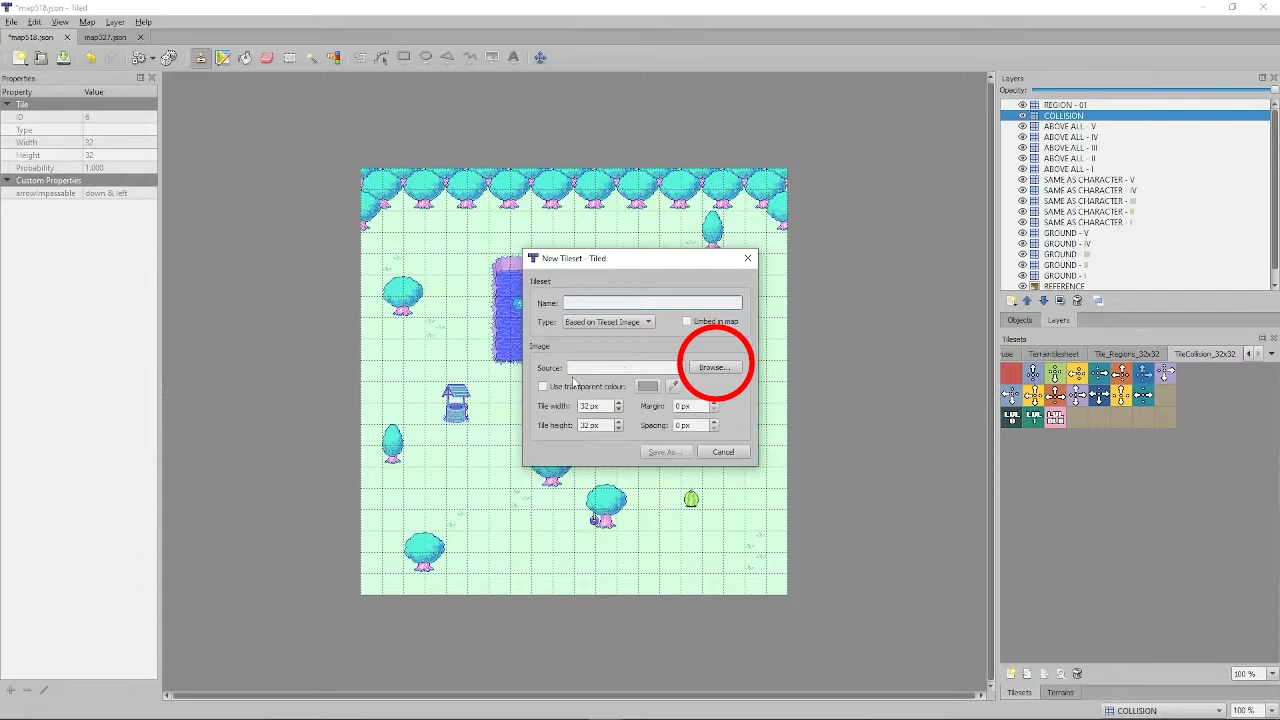 *map518.json - Tiled
File Edit View Map Layer Help
*map518.json
map327.json
Properties
Property Value
Tile
ID 6
Type
Width 32
Height 32
Probability 1.000
Custom Properties
arrowImpassable down & left
New Tileset - Tiled
Tileset
Name:
Type: Based on Tileset Image
Embed in map
Image
Source:
Browse...
Use transparent colour:
Tile width: 32 px Margin: 0 px
Tile height: 32 px Spacing: 0 px
Save As... Cancel
Layers
Opacity:
REGION - 01
COLLISION
ABOVE ALL - V
ABOVE ALL - IV
ABOVE ALL - III
ABOVE ALL - II
ABOVE ALL - I
SAME AS CHARACTER - V
SAME AS CHARACTER - IV
SAME AS CHARACTER - III
SAME AS CHARACTER - II
SAME AS CHARACTER - I
GROUND - V
GROUND - IV
GROUND - III
GROUND - II
GROUND - I
REFERENCE
Objects Layers
Tilesets
use Terraintilesheet Tile_Regions_32x32 TileCollision_32x32
LVL 0 LVL 1
100 %
Tilesets Terrains
COLLISION 100 %